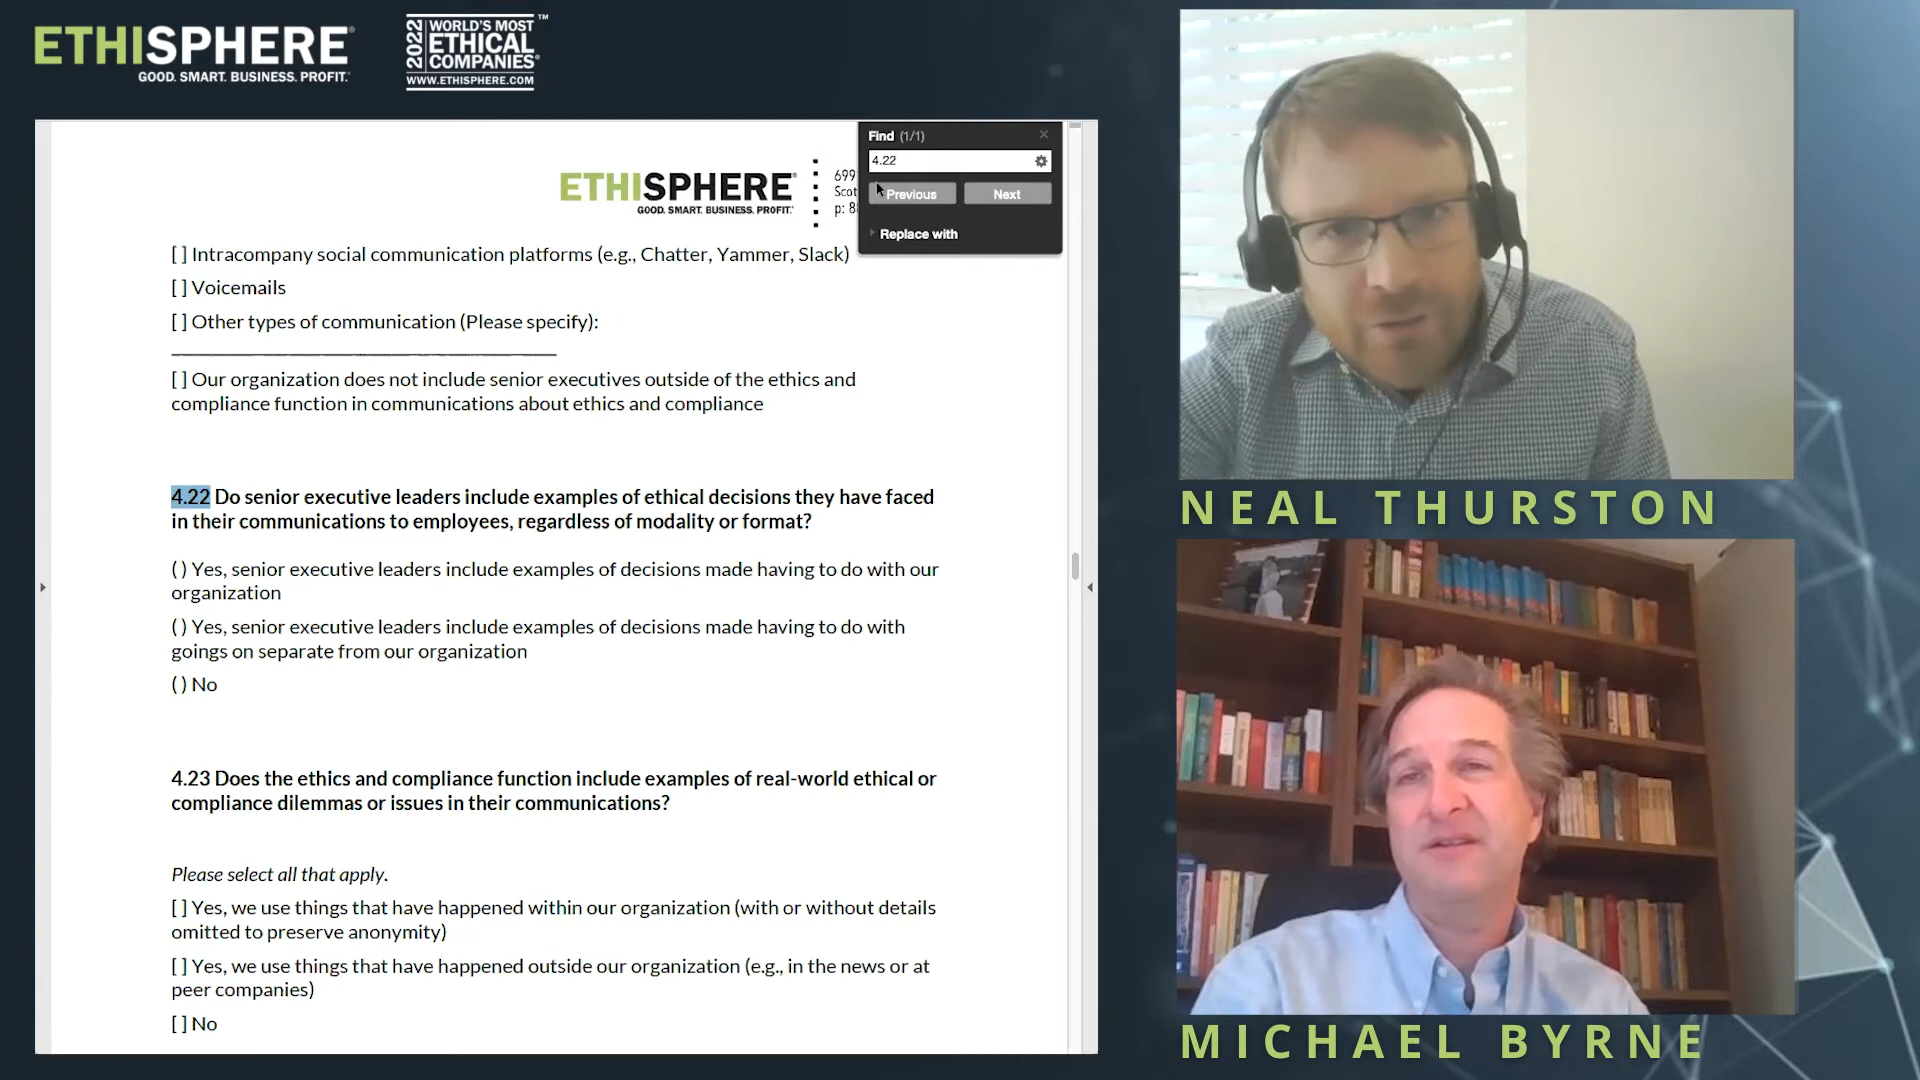 ETHISPHERE
GOOD. SMART. BUSINESS. PROFIT.
2022 WORLD'S MOST
ETHICAL
COMPANIES
WWW.ETHISPHERE.COM
ETHISPHERE
GOOD. SMART. BUSINESS. PROFIT.
699
Scot
p: 8
Find (1/1)
4.22
Previous Next
Replace with
[ ] Intracompany social communication platforms (e.g., Chatter, Yammer, Slack)
[ ] Voicemails
[ ] Other types of communication (Please specify):
[ ] Our organization does not include senior executives outside of the ethics and
compliance function in communications about ethics and compliance
4.22 Do senior executive leaders include examples of ethical decisions they have faced
in their communications to employees, regardless of modality or format?
( ) Yes, senior executive leaders include examples of decisions made having to do with our
organization
( ) Yes, senior executive leaders include examples of decisions made having to do with
goings on separate from our organization
( ) No
4.23 Does the ethics and compliance function include examples of real-world ethical or
compliance dilemmas or issues in their communications?
Please select all that apply.
[ ] Yes, we use things that have happened within our organization (with or without details
omitted to preserve anonymity)
[ ] Yes, we use things that have happened outside our organization (e.g., in the news or at
peer companies)
[ ] No
NEAL THURSTON
MICHAEL BYRNE